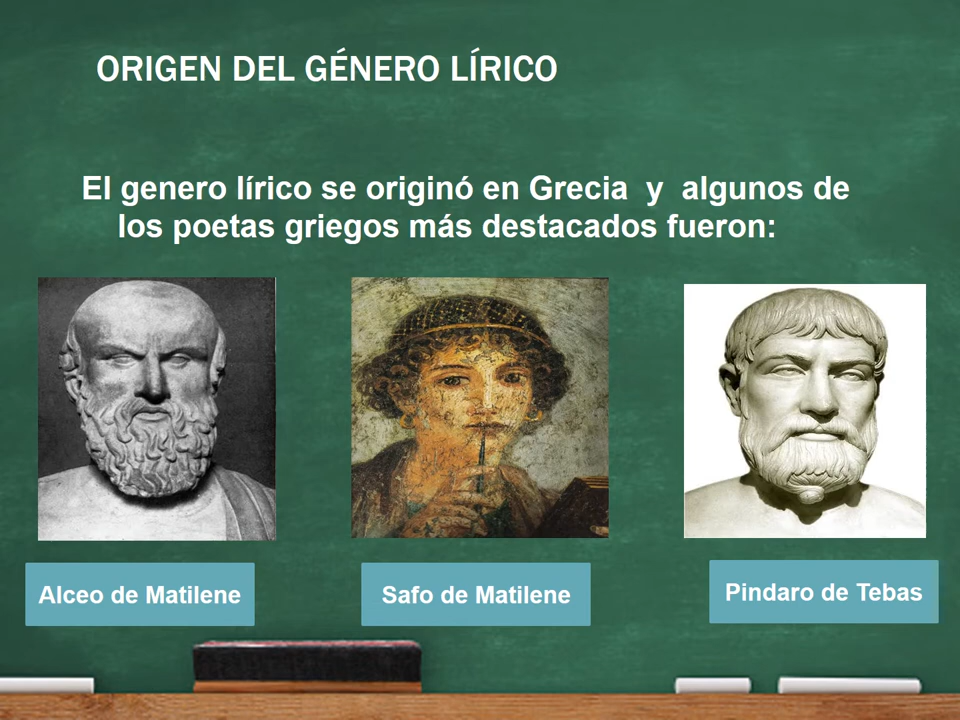 ORIGEN DEL GÉNERO LÍRICO
El genero lírico se originó en Grecia y algunos de
los poetas griegos más destacados fueron:
Alceo de Matilene
Safo de Matilene
Pindaro de Tebas